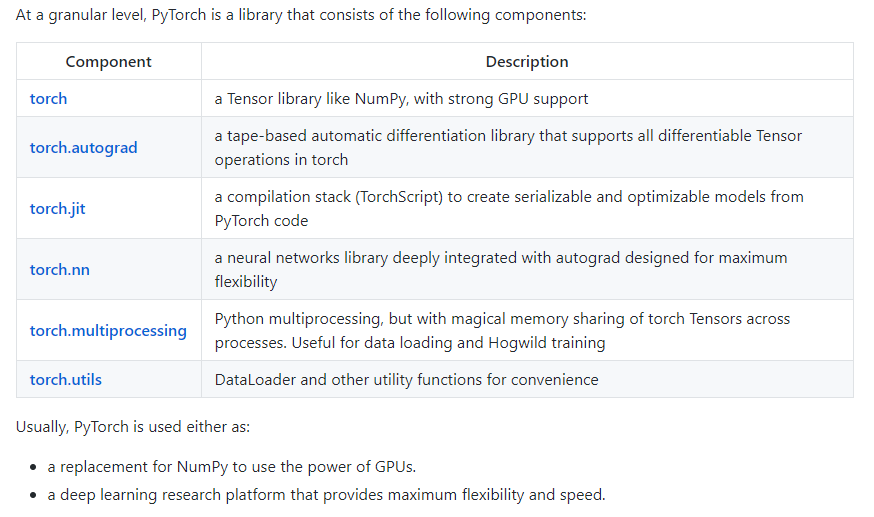 At a granular level, PyTorch is a library that consists of the following components:
Component Description
torch a Tensor library like NumPy, with strong GPU support
torch.autograd a tape-based automatic differentiation library that supports all differentiable Tensor
operations in torch
torch.jit a compilation stack (TorchScript) to create serializable and optimizable models from
PyTorch code
torch.nn a neural networks library deeply integrated with autograd designed for maximum
flexibility
torch.multiprocessing Python multiprocessing, but with magical memory sharing of torch Tensors across
processes. Useful for data loading and Hogwild training
torch.utils DataLoader and other utility functions for convenience
Usually, PyTorch is used either as:
• a replacement for NumPy to use the power of GPUs.
• a deep learning research platform that provides maximum flexibility and speed.